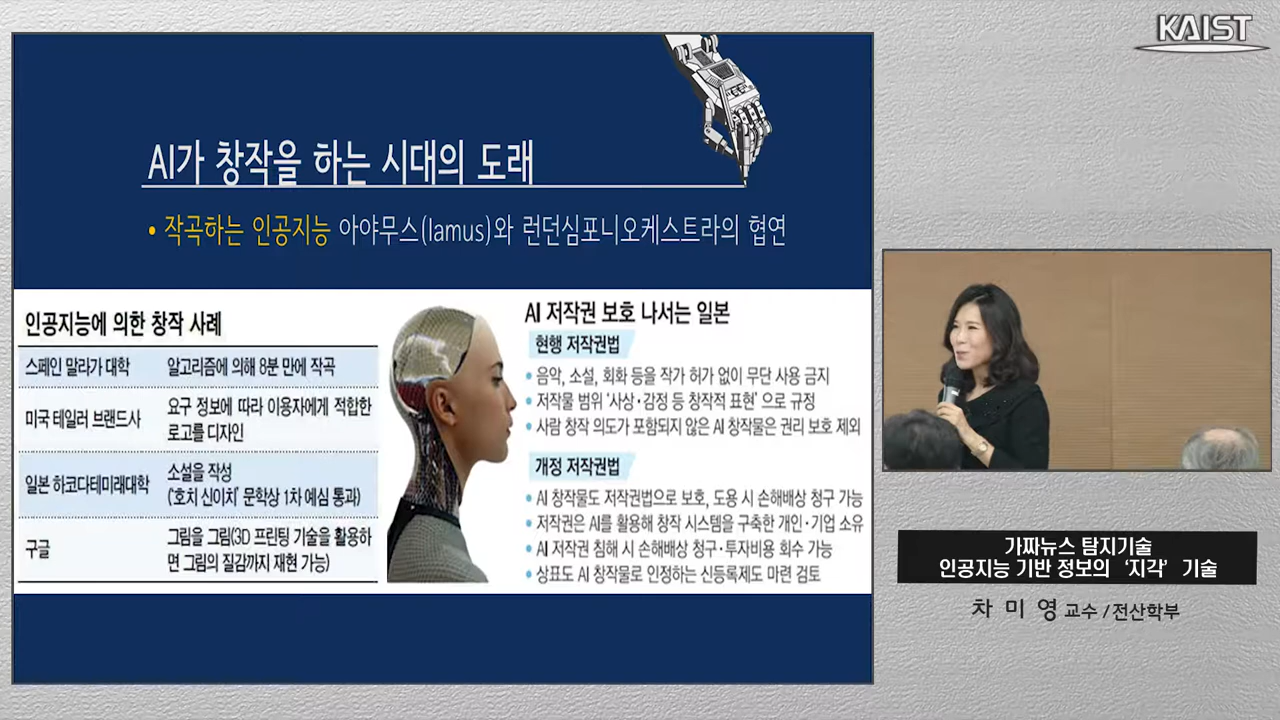 KAIST
AI가 창작을 하는 시대의 도래
• 작곡하는 인공지능 아야무스(Iamus)와 런던심포니오케스트라의 협연
인공지능에 의한 창작 사례
스페인 말라가 대학 알고리즘에 의해 8분 만에 작곡
미국 테일러 브랜드사 요구 정보에 따라 이용자에게 적합한
로고를 디자인
일본 하코다테미래대학 소설을 작성
('호치 신이치' 문학상 1차 예심 통과)
구글 그림을 그림(3D 프린팅 기술을 활용하
면 그림의 질감까지 재현 가능)
AI 저작권 보호 나서는 일본
현행 저작권법
• 음악, 소설, 회화 등을 작가 허가 없이 무단 사용 금지
• 저작물 범위 '사상·감정 등 창작적 표현'으로 규정
• 사람 창작 의도가 포함되지 않은 AI 창작물은 권리 보호 제외
개정 저작권법
• AI 창작물도 저작권법으로 보호, 도용 시 손해배상 청구 가능
• 저작권은 AI를 활용해 창작 시스템을 구축한 개인·기업 소유
• AI 저작권 침해 시 손해배상 청구·투자비용 회수 가능
• 상표도 AI 창작물로 인정하는 신등록제도 마련 검토
가짜뉴스 탐지기술
인공지능 기반 정보의 ‘지각’ 기술
차 미 영 교수 / 전산학부